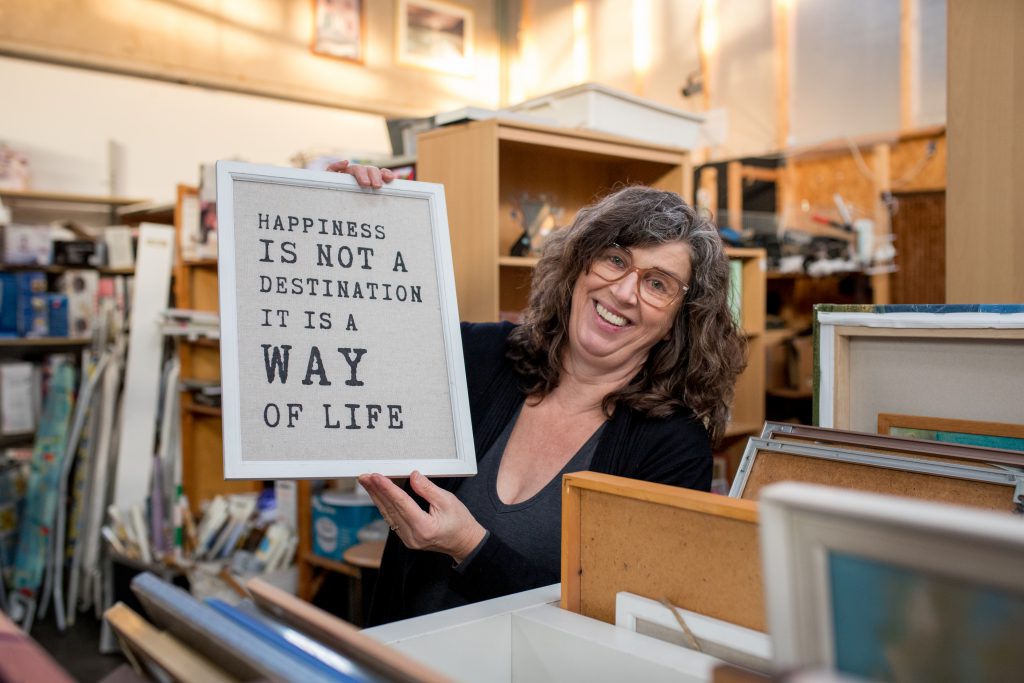 HAPPINESS
IS NOT A
DESTINATION
IT IS A
WAY
OF LIFE